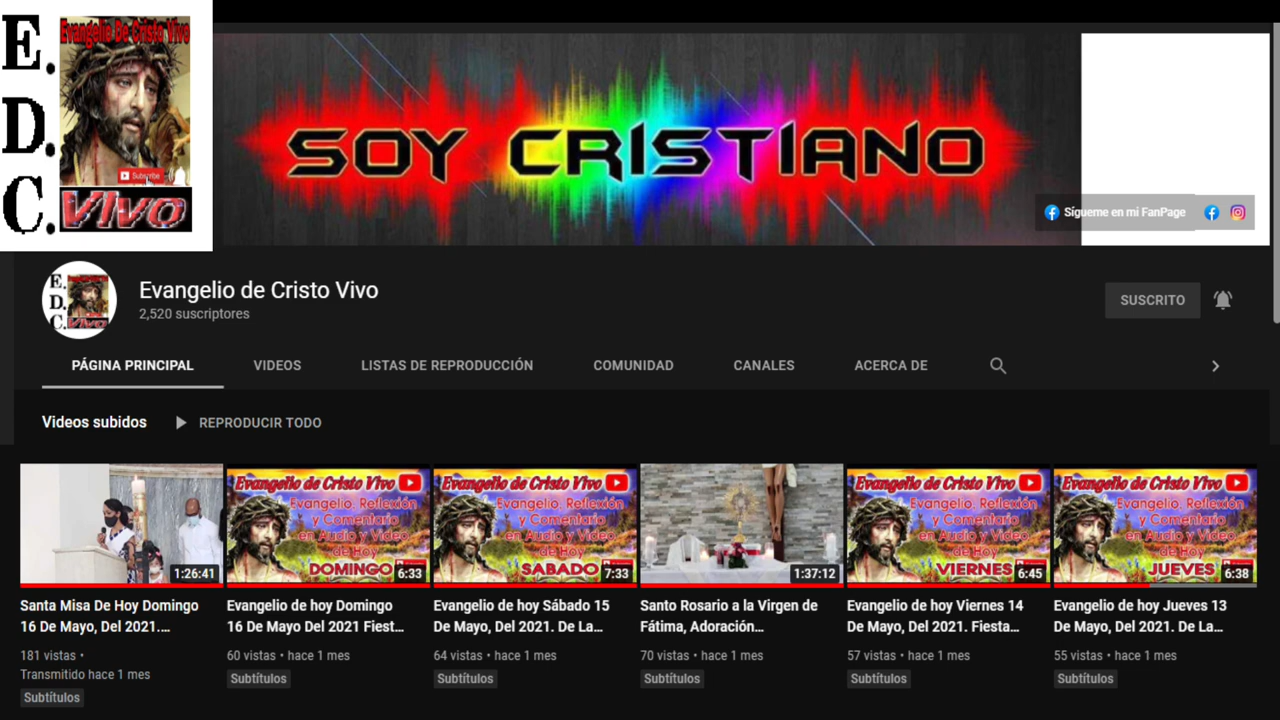 E.
D.
C.
Evangelio De Cristo Vivo
Subscribe
Vivo
SOY CRISTIANO
Sígueme en mi FanPage
E.
D.
C.
Vivo
Evangelio de Cristo Vivo
2,520 suscriptores
SUSCRITO
PÁGINA PRINCIPAL
VIDEOS
LISTAS DE REPRODUCCIÓN
COMUNIDAD
CANALES
ACERCA DE
Videos subidos
REPRODUCIR TODO
1:26:41
Santa Misa De Hoy Domingo
16 De Mayo, Del 2021....
181 vistas •
Transmitido hace 1 mes
Subtítulos
Evangelio de Cristo Vivo
Evangelio, Reflexión
y Comentario
en Audio y Video
de Hoy
DOMINGO
6:33
Evangelio de hoy Domingo
16 De Mayo Del 2021 Fiest...
60 vistas • hace 1 mes
Subtítulos
Evangelio de Cristo Vivo
Evangelio, Reflexión
y Comentario
en Audio y Video
de Hoy
SABADO
7:33
Evangelio de hoy Sábado 15
De Mayo, Del 2021. De La...
64 vistas • hace 1 mes
Subtítulos
1:37:12
Santo Rosario a la Virgen de
Fátima, Adoración...
70 vistas • hace 1 mes
Subtítulos
Evangelio de Cristo Vivo
Evangelio, Reflexión
y Comentario
en Audio y Video
de Hoy
VIERNES
6:45
Evangelio de hoy Viernes 14
De Mayo, Del 2021. Fiesta...
57 vistas • hace 1 mes
Subtítulos
Evangelio de Cristo Vivo
Evangelio, Reflexión
y Comentario
en Audio y Video
de Hoy
JUEVES
6:38
Evangelio de hoy Jueves 13
De Mayo, Del 2021. De La...
55 vistas • hace 1 mes
Subtítulos